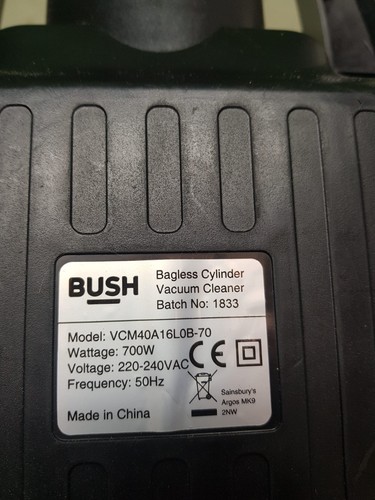 BUSH
Bagless Cylinder
Vacuum Cleaner
Batch No: 1833
Model: VCM40A16L0B-70
Wattage: 700W
Voltage: 220-240VAC
Frequency: 50Hz
CE
Made in China
Sainsbury's
Argos MK9
2NW